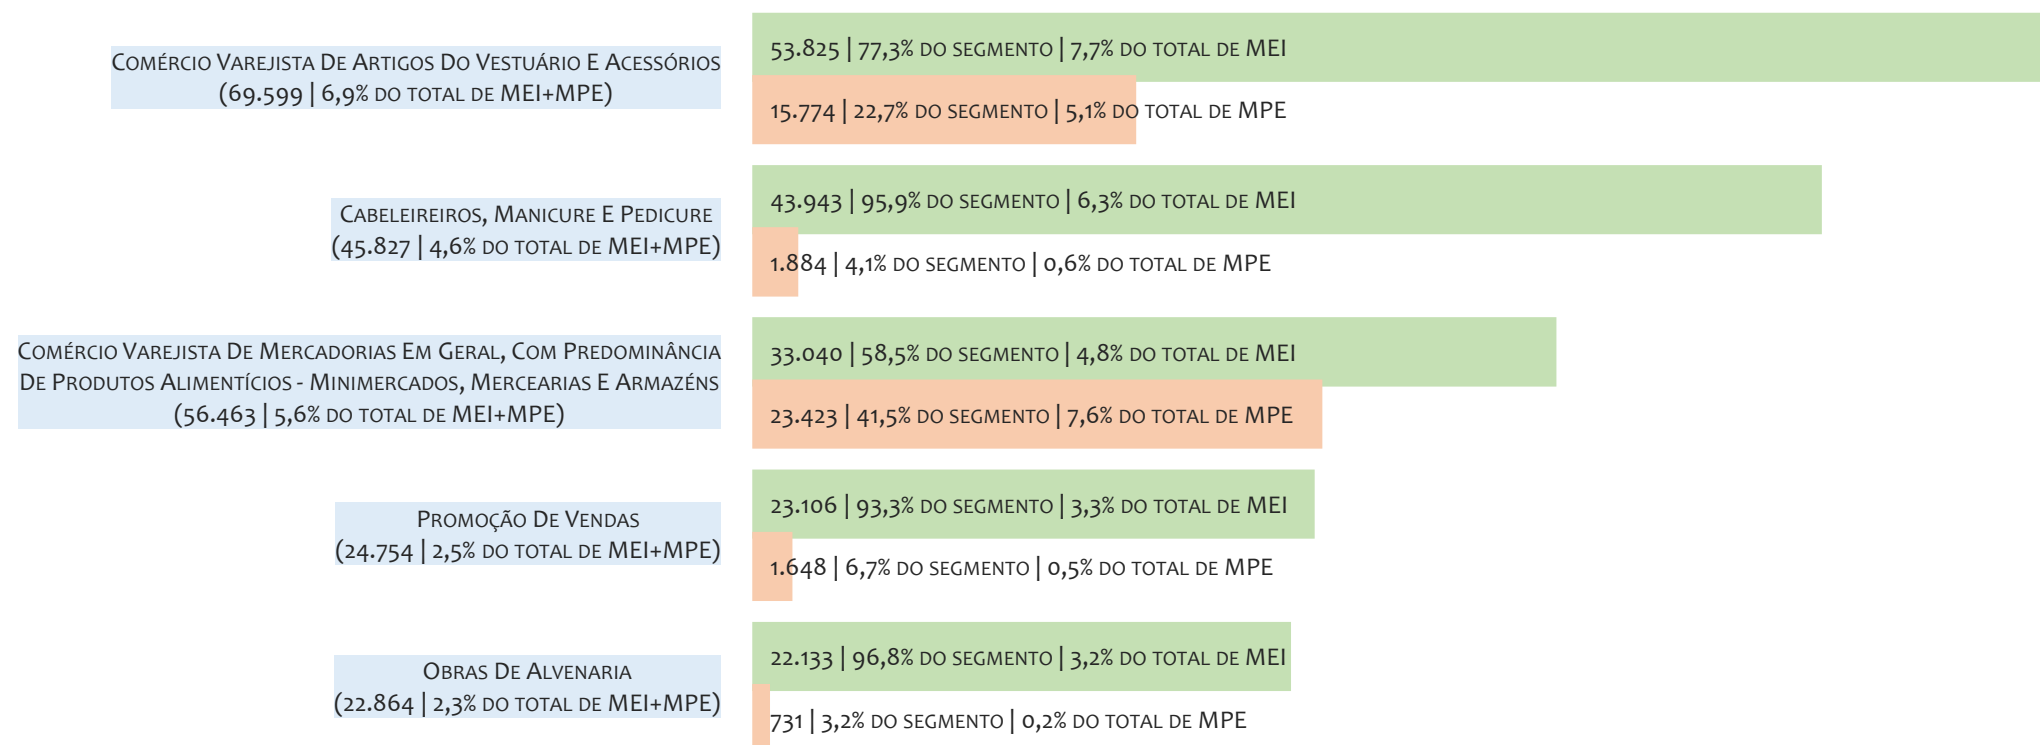 Comércio Varejista De Artigos Do Vestuário E Acessórios
(69.599 | 6,9% do total de MEI+MPE)
53.825 | 77,3% do segmento | 7,7% do total de MEI
15.774 | 22,7% do segmento | 5,1% do total de MPE
Cabeleireiros, Manicure E Pedicure
(45.827 | 4,6% do total de MEI+MPE)
43.943 | 95,9% do segmento | 6,3% do total de MEI
1.884 | 4,1% do segmento | 0,6% do total de MPE
Comércio Varejista De Mercadorias Em Geral, Com Predominância
De Produtos Alimentícios - Minimercados, Mercearias E Armazéns
(56.463 | 5,6% do total de MEI+MPE)
33.040 | 58,5% do segmento | 4,8% do total de MEI
23.423 | 41,5% do segmento | 7,6% do total de MPE
Promoção De Vendas
(24.754 | 2,5% do total de MEI+MPE)
23.106 | 93,3% do segmento | 3,3% do total de MEI
1.648 | 6,7% do segmento | 0,5% do total de MPE
Obras De Alvenaria
(22.864 | 2,3% do total de MEI+MPE)
22.133 | 96,8% do segmento | 3,2% do total de MEI
731 | 3,2% do segmento | 0,2% do total de MPE